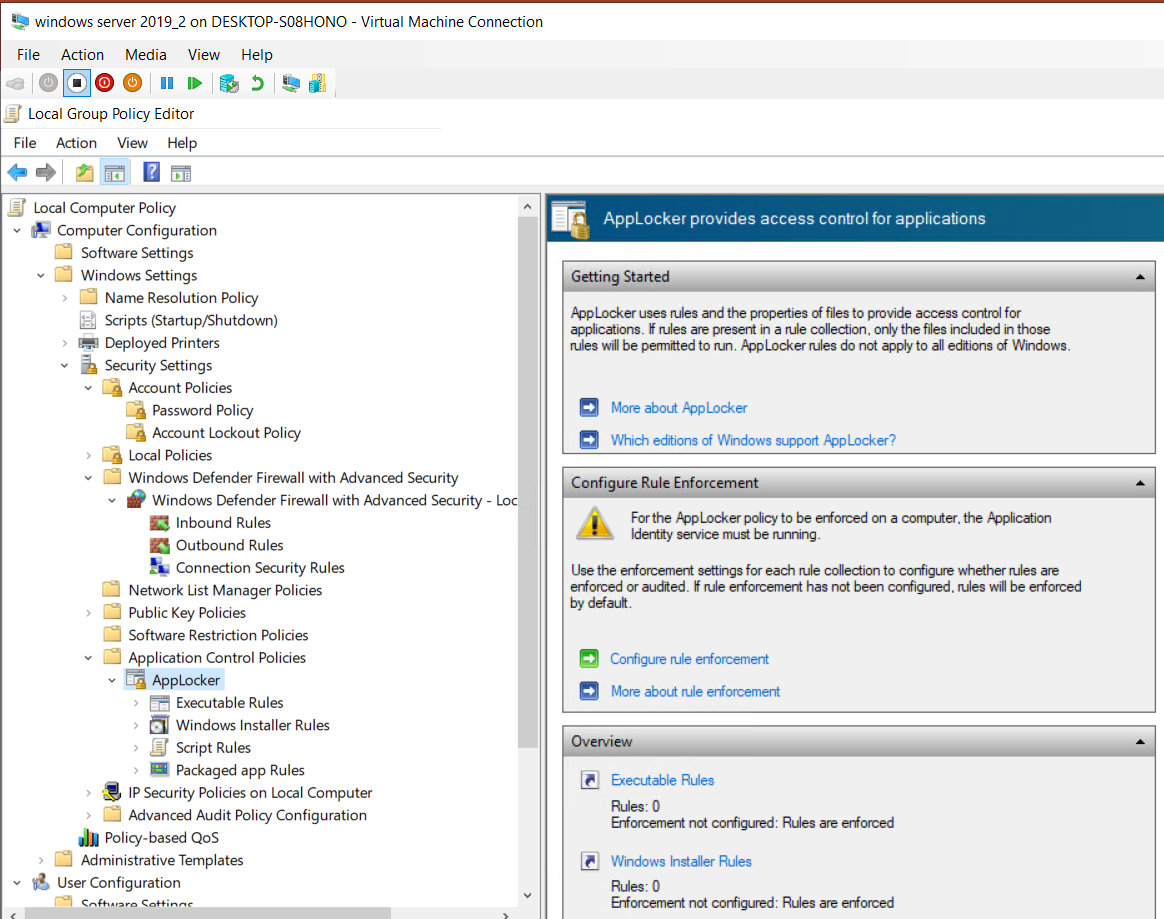 windows server 2019_2 on DESKTOP-S08HONO - Virtual Machine Connection
File Action Media View Help
Local Group Policy Editor
File Action View Help
Local Computer Policy
Computer Configuration
Software Settings
Windows Settings
Name Resolution Policy
Scripts (Startup/Shutdown)
Deployed Printers
Security Settings
Account Policies
Password Policy
Account Lockout Policy
Local Policies
Windows Defender Firewall with Advanced Security
Windows Defender Firewall with Advanced Security - Loc
Inbound Rules
Outbound Rules
Connection Security Rules
Network List Manager Policies
Public Key Policies
Software Restriction Policies
Application Control Policies
AppLocker
Executable Rules
Windows Installer Rules
Script Rules
Packaged app Rules
IP Security Policies on Local Computer
Advanced Audit Policy Configuration
Policy-based QoS
Administrative Templates
User Configuration
Software Settings
AppLocker provides access control for applications
Getting Started
AppLocker uses rules and the properties of files to provide access control for
applications. If rules are present in a rule collection, only the files included in those
rules will be permitted to run. AppLocker rules do not apply to all editions of Windows.
More about AppLocker
Which editions of Windows support AppLocker?
Configure Rule Enforcement
For the AppLocker policy to be enforced on a computer, the Application
Identity service must be running.
Use the enforcement settings for each rule collection to configure whether rules are
enforced or audited. If rule enforcement has not been configured, rules will be enforced
by default.
Configure rule enforcement
More about rule enforcement
Overview
Executable Rules
Rules: 0
Enforcement not configured: Rules are enforced
Windows Installer Rules
Rules: 0
Enforcement not configured: Rules are enforced